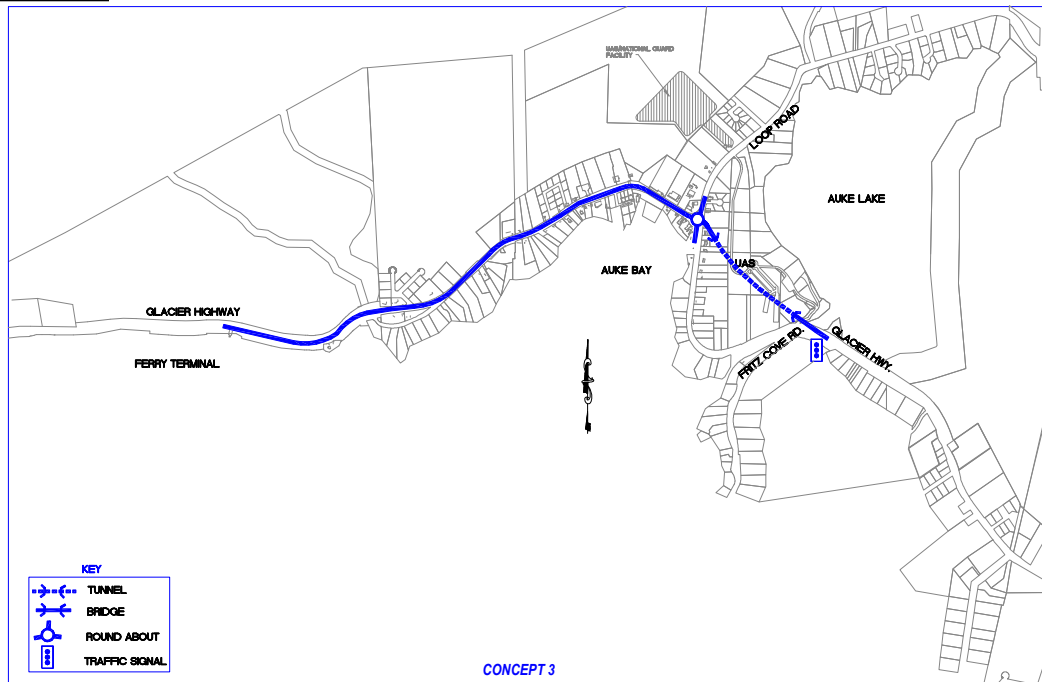 UAS/NATIONAL GUARD
FACILITY
LOOP ROAD
AUKE LAKE
AUKE BAY
UAS
GLACIER HIGHWAY
FERRY TERMINAL
FRITZ COVE RD.
GLACIER HWY.
KEY
TUNNEL
BRIDGE
ROUND ABOUT
TRAFFIC SIGNAL
CONCEPT 3